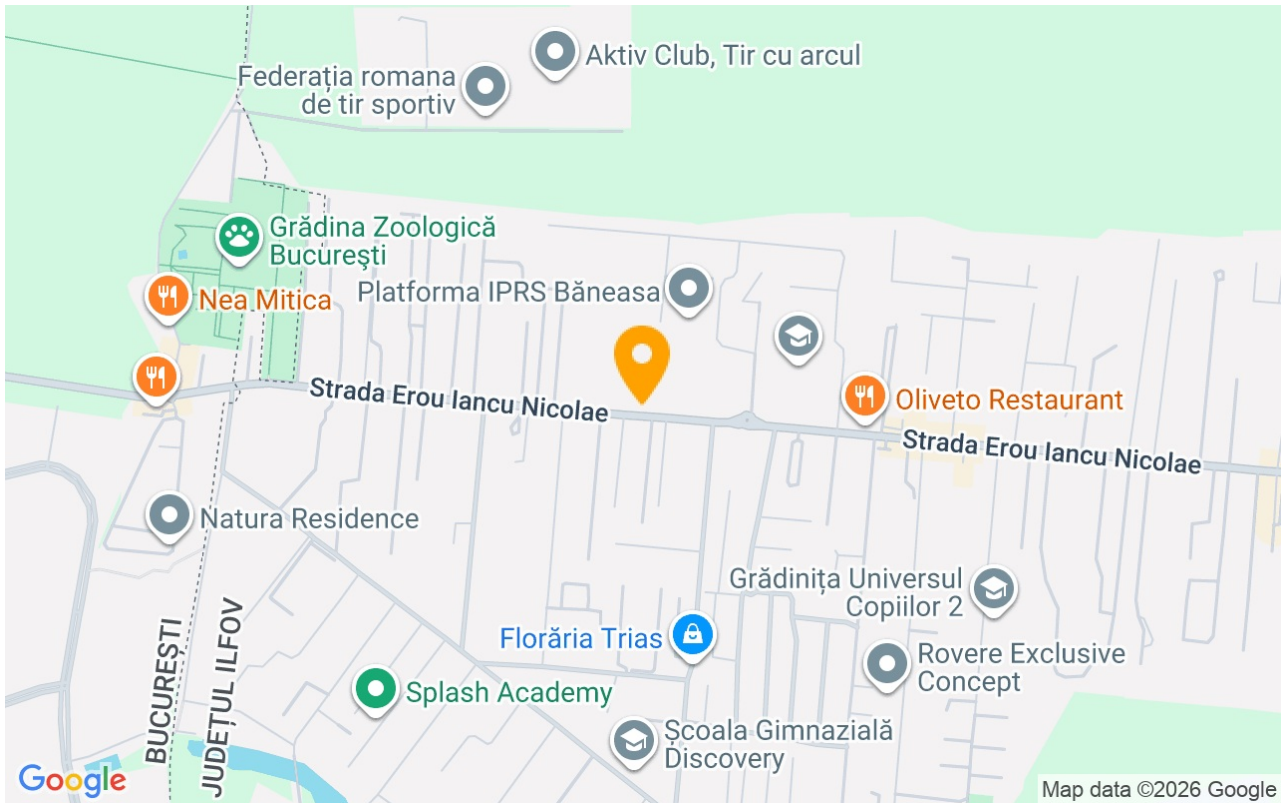 Aktiv Club, Tir cu arcul
Federația romana
de tir sportiv
Grădina Zoologică
București
Nea Mitica
Platforma IPRS Băneasa
Strada Erou Iancu Nicolae
Oliveto Restaurant
Strada Erou Iancu Nicolae
Natura Residence
Grădinița Universul
Copiilor 2
Florăria Trias
Rovere Exclusive
Concept
Splash Academy
Școala Gimnazială
Discovery
BUCUREȘTI
JUDEȚUL ILFOV
Google
Map data ©2026 Google